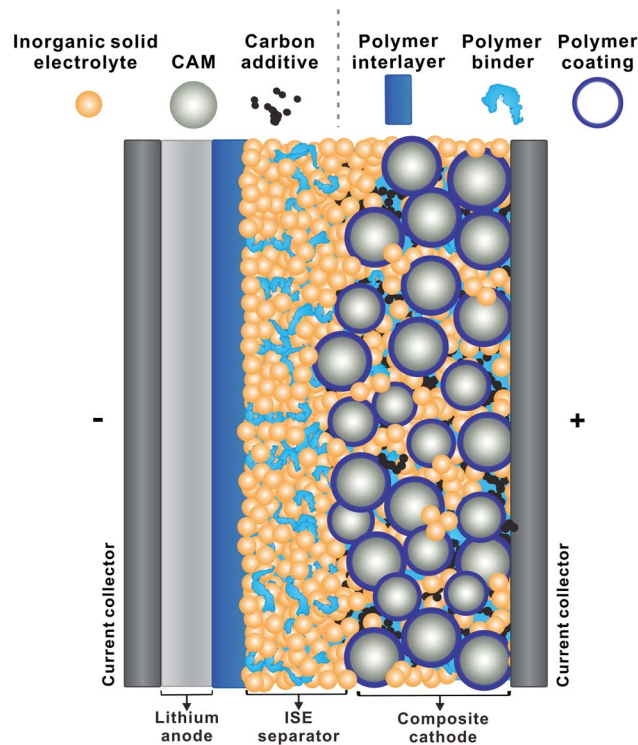 Inorganic solid
electrolyte
CAM
Carbon
additive
Polymer
interlayer
Polymer
binder
Polymer
coating
-
+
Current collector
Current collector
Lithium
anode
ISE
separator
Composite
cathode